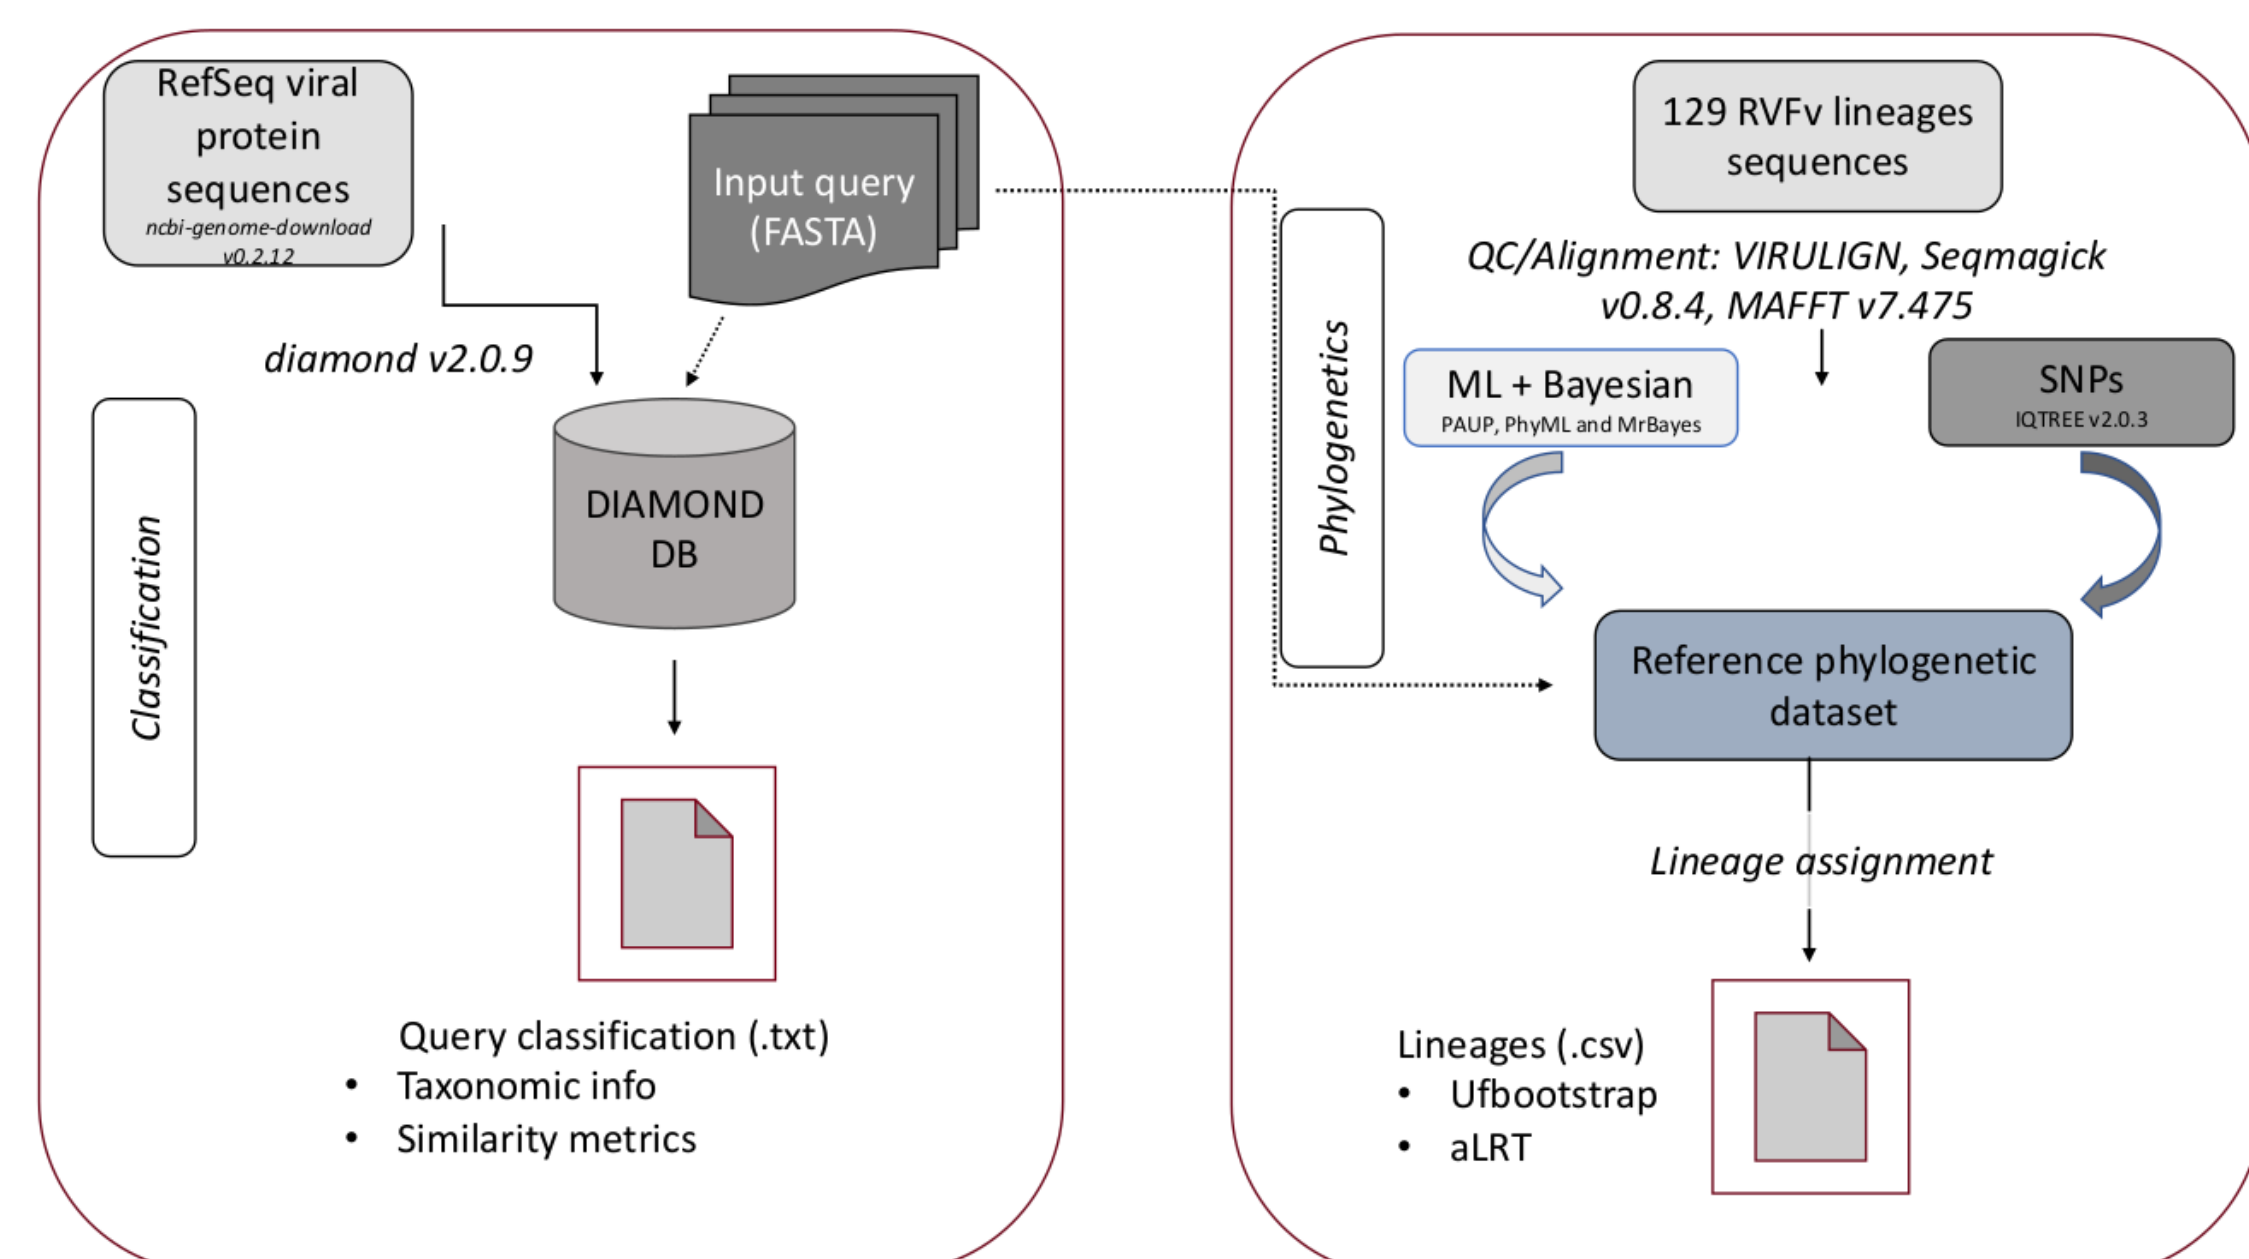 RefSeq viral
protein
sequences
ncbi-genome-download
v0.2.12
Input query
(FASTA)
diamond v2.0.9
Classification
DIAMOND
DB
Query classification (.txt)
• Taxonomic info
• Similarity metrics
129 RVFv lineages
sequences
QC/Alignment: VIRULIGN, Seqmagick
v0.8.4, MAFFT v7.475
Phylogenetics
ML + Bayesian
PAUP, PhyML and MrBayes
SNPs
IQTREE v2.0.3
Reference phylogenetic
dataset
Lineage assignment
Lineages (.csv)
• Ufbootstrap
• aLRT